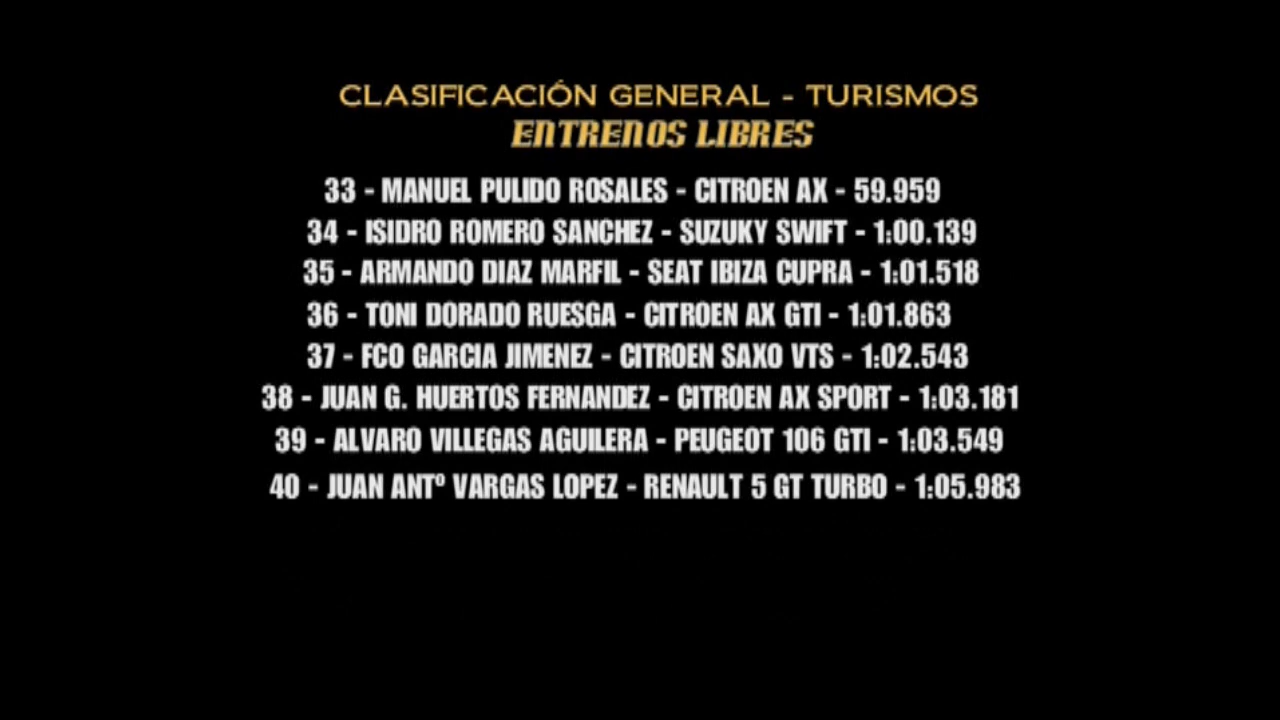 CLASIFICACIÓN GENERAL - TURISMOS
ENTRENOS LIBRES
33 - MANUEL PULIDO ROSALES - CITROEN AX - 59.959
34 - ISIDRO ROMERO SANCHEZ - SUZUKY SWIFT - 1:00.139
35 - ARMANDO DIAZ MARFIL - SEAT IBIZA CUPRA - 1:01.518
36 - TONI DORADO RUESGA - CITROEN AX GTI - 1:01.863
37 - FCO GARCIA JIMENEZ - CITROEN SAXO VTS - 1:02.543
38 - JUAN G. HUERTOS FERNANDEZ - CITROEN AX SPORT - 1:03.181
39 - ALVARO VILLEGAS AGUILERA - PEUGEOT 106 GTI - 1:03.549
40 - JUAN ANTº VARGAS LOPEZ - RENAULT 5 GT TURBO - 1:05.983